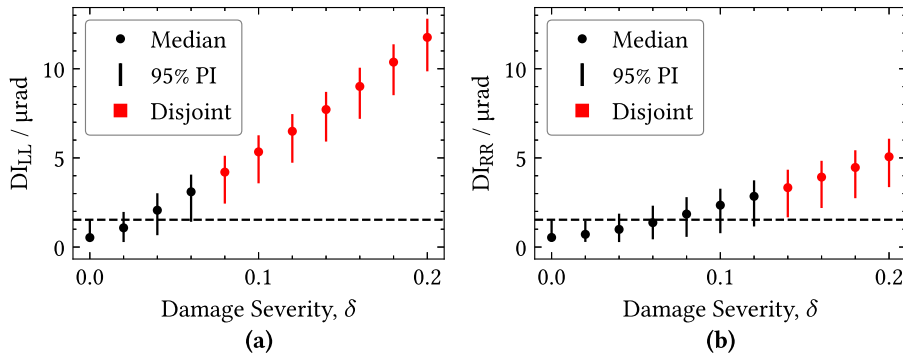 Median
95% PI
Disjoint
DI_LL / μrad
10
5
0
0.0 0.1 0.2
Damage Severity, δ
(a)
Median
95% PI
Disjoint
DI_RR / μrad
10
5
0
0.0 0.1 0.2
Damage Severity, δ
(b)